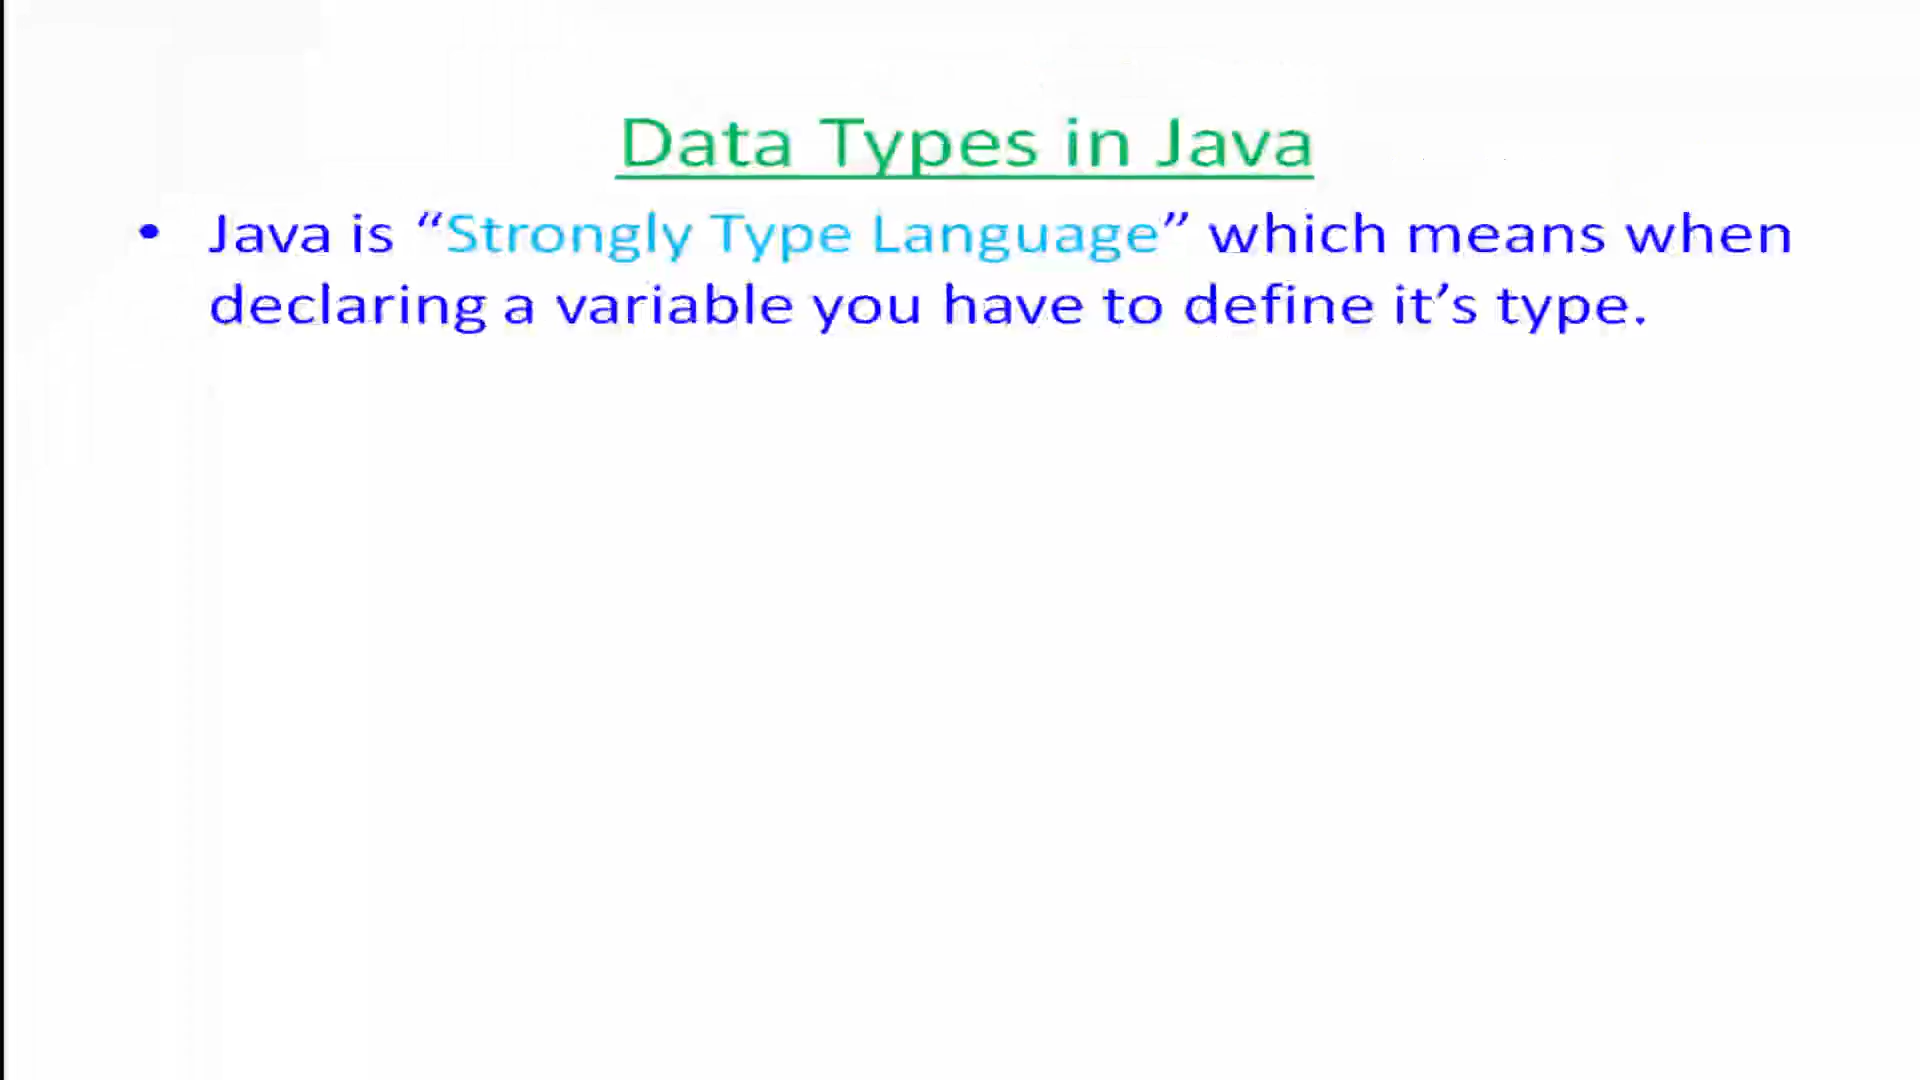 Data Types in Java
• Java is “Strongly Type Language” which means when
declaring a variable you have to define it’s type.